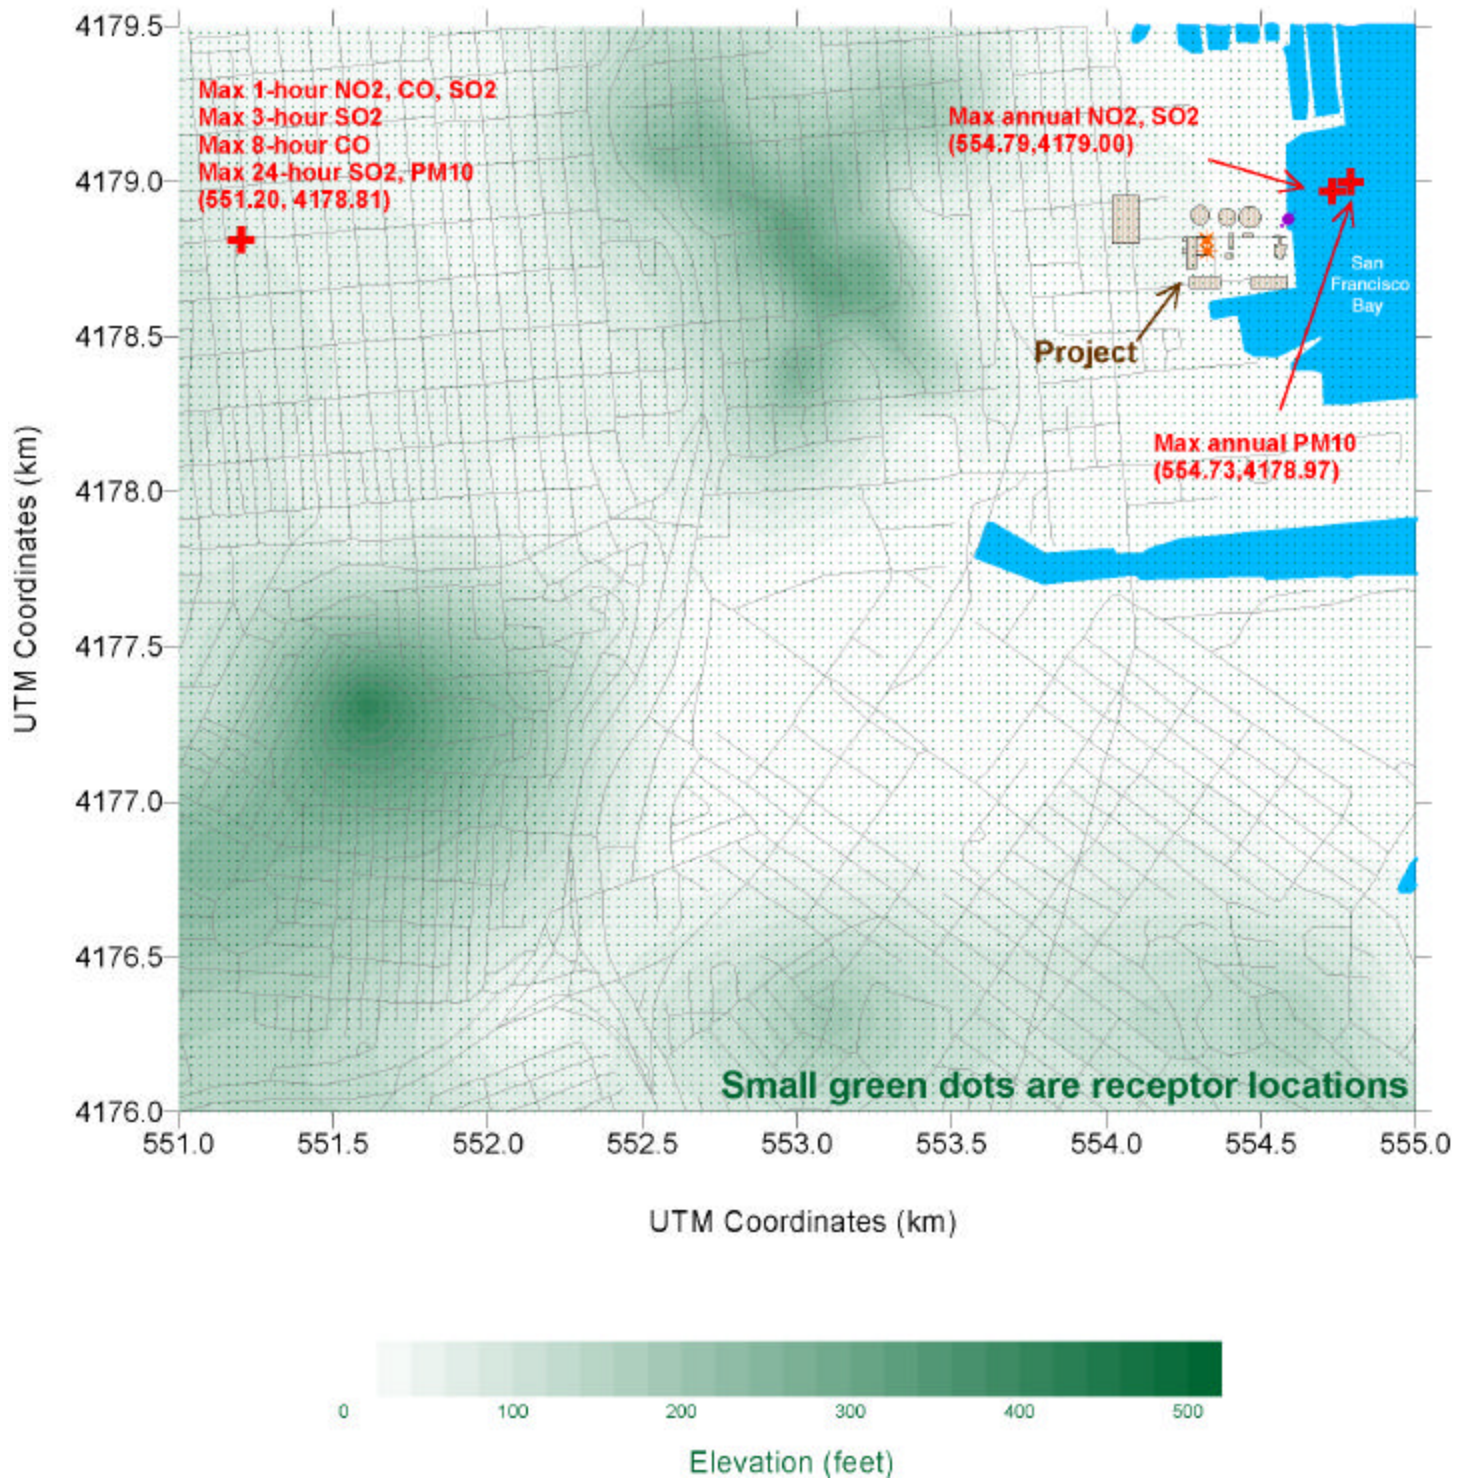 4179.5
Max 1-hour NO2, CO, SO2
Max 3-hour SO2
Max 8-hour CO
Max 24-hour SO2, PM10
(551.20, 4178.81)
Max annual NO2, SO2
(554.79,4179.00)
4179.0
San
Francisco
Bay
4178.5
Project
Max annual PM10
(554.73,4178.97)
4178.0
UTM Coordinates (km)
4177.5
4177.0
4176.5
Small green dots are receptor locations
4176.0
551.0 551.5 552.0 552.5 553.0 553.5 554.0 554.5 555.0
UTM Coordinates (km)
0 100 200 300 400 500
Elevation (feet)